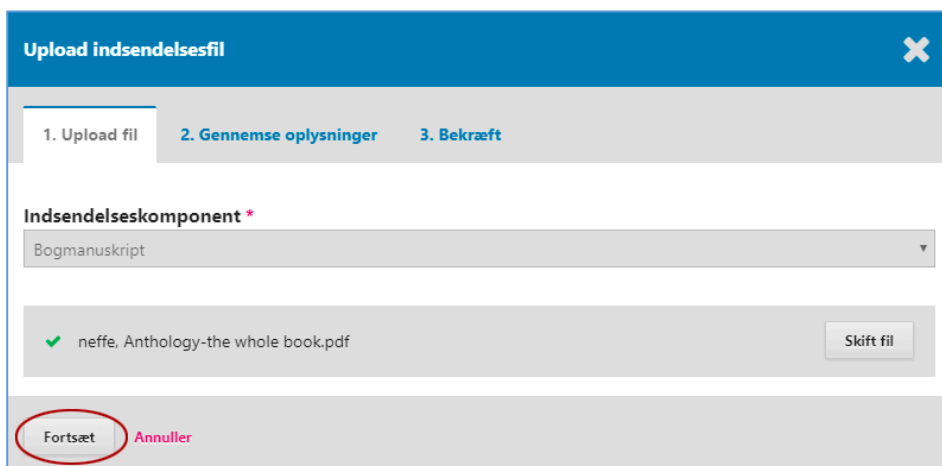 Upload indsendelsesfil
1. Upload fil 2. Gennemse oplysninger 3. Bekræft
Indsendelseskomponent *
Bogmanuskript
neffe, Anthology-the whole book.pdf Skift fil
Fortsæt Annuller